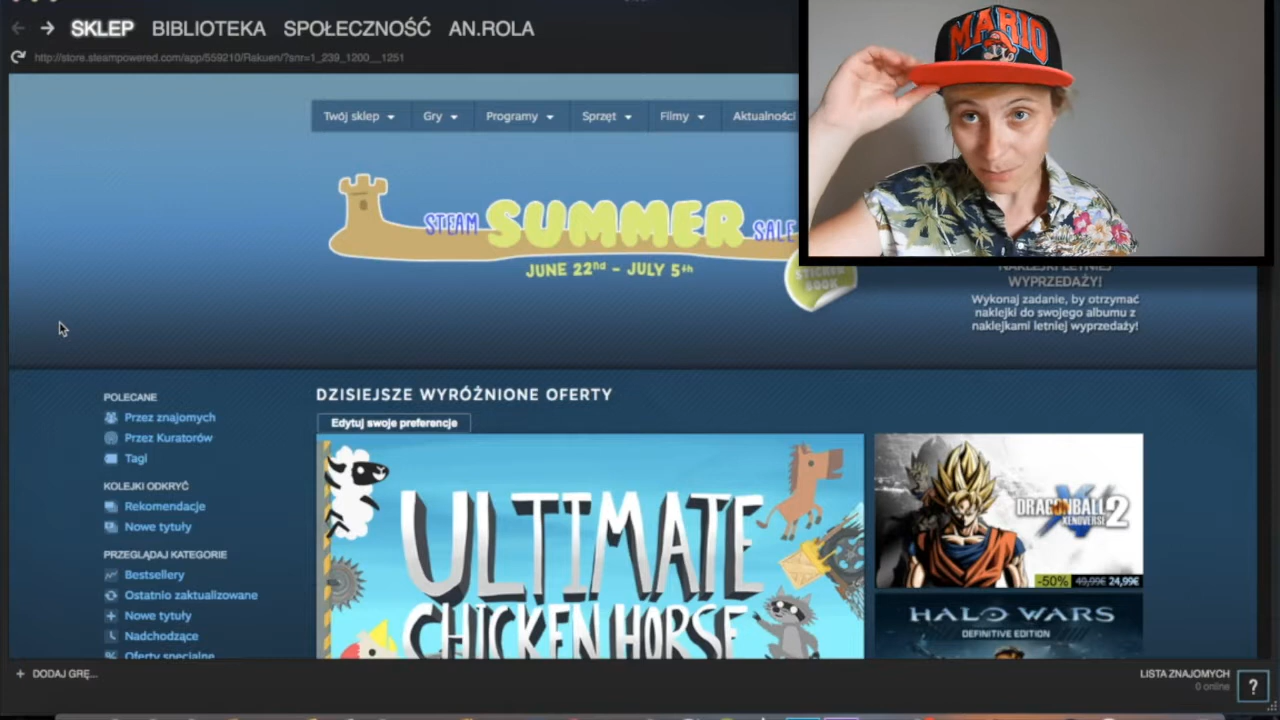 SKLEP BIBLIOTEKA SPOŁECZNOŚĆ AN.ROLA
http://store.steampowered.com/app/559210/Rakuen/?snr=1_239_1200__1251
MARIO
Twój sklep Gry Programy Sprzęt Filmy Aktualności
STEAM SUMMER SALE
JUNE 22nd - JULY 5th
STICKER
BOOK
NAKLEJKI LETNIEJ
WYPRZEDAŻY!
Wykonaj zadanie, by otrzymać
naklejki do swojego albumu z
naklejkami letniej wyprzedaży!
POLECANE
Przez znajomych
Przez Kuratorów
Tagi
KOLEJKI ODKRYĆ
Rekomendacje
Nowe tytuły
PRZEGLĄDAJ KATEGORIE
Bestsellery
Ostatnio zaktualizowane
Nowe tytuły
Nadchodzące
Oferty specjalne
DZISIEJSZE WYRÓŻNIONE OFERTY
Edytuj swoje preferencje
ULTIMATE
CHICKEN HORSE
DRAGONBALL
XENOVERSE 2
-50% 49,99€ 24,99€
HALO WARS
DEFINITIVE EDITION
+ DODAJ GRĘ...
LISTA ZNAJOMYCH
0 online
?